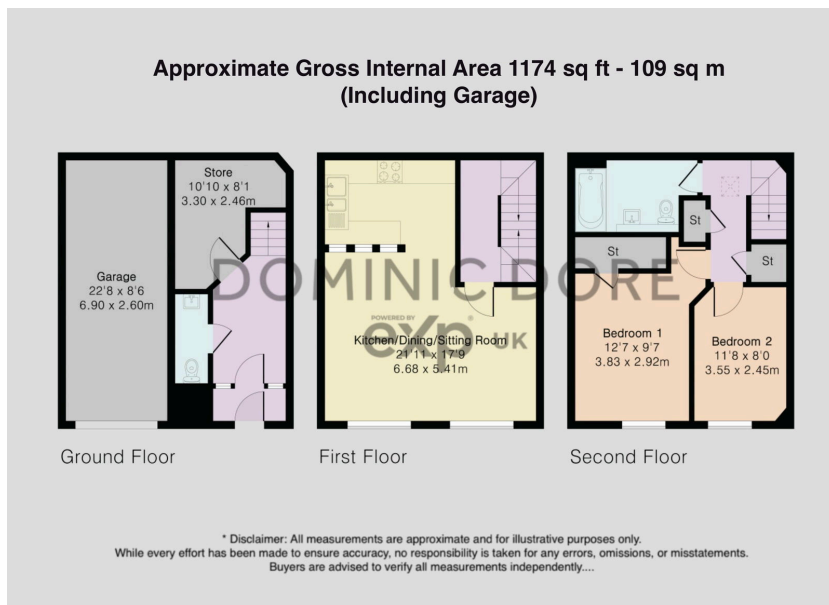 Approximate Gross Internal Area 1174 sq ft - 109 sq m
(Including Garage)
Store
10'10 x 8'1
3.30 x 2.46m
Garage
22'8 x 8'6
6.90 x 2.60m
Ground Floor
DOMINIC DORE
POWERED BY
exp® UK
Kitchen/Dining/Sitting Room
21'11 x 17'9
6.68 x 5.41m
First Floor
St
St
St
Bedroom 1
12'7 x 9'7
3.83 x 2.92m
Bedroom 2
11'8 x 8'0
3.55 x 2.45m
Second Floor
* Disclaimer: All measurements are approximate and for illustrative purposes only.
While every effort has been made to ensure accuracy, no responsibility is taken for any errors, omissions, or misstatements.
Buyers are advised to verify all measurements independently....